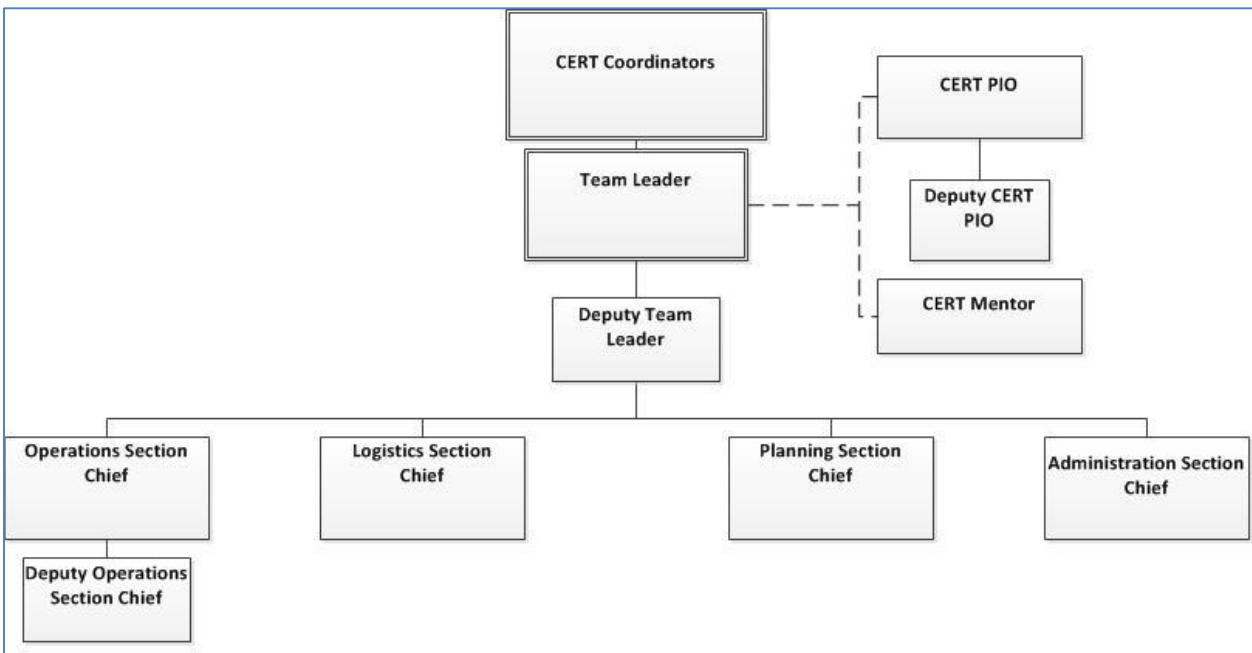 CERT Coordinators
CERT PIO
Team Leader
Deputy CERT
PIO
CERT Mentor
Deputy Team
Leader
Operations Section
Chief
Logistics Section
Chief
Planning Section
Chief
Administration Section
Chief
Deputy Operations
Section Chief